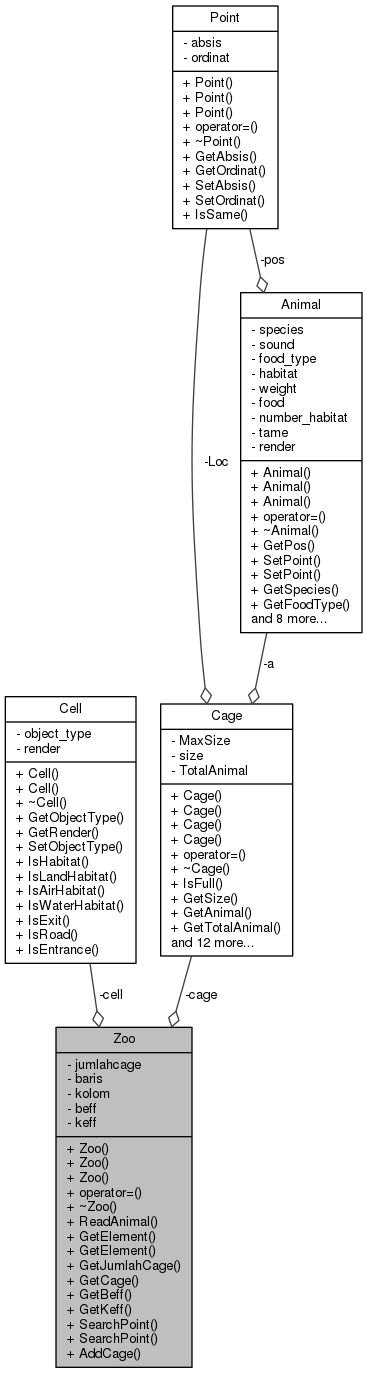 Point
- absis
- ordinat
+ Point()
+ Point()
+ Point()
+ operator=()
+ ~Point()
+ GetAbsis()
+ GetOrdinat()
+ SetAbsis()
+ SetOrdinat()
+ IsSame()
-pos
Animal
- species
- sound
- food_type
- habitat
- weight
- food
- number_habitat
- tame
- render
+ Animal()
+ Animal()
+ Animal()
+ operator=()
+ ~Animal()
+ GetPos()
+ SetPoint()
+ SetPoint()
+ GetSpecies()
+ GetFoodType()
and 8 more...
-Loc
-a
Cell
- object_type
- render
+ Cell()
+ Cell()
+ ~Cell()
+ GetObjectType()
+ GetRender()
+ SetObjectType()
+ IsHabitat()
+ IsLandHabitat()
+ IsAirHabitat()
+ IsWaterHabitat()
+ IsExit()
+ IsRoad()
+ IsEntrance()
Cage
- MaxSize
- size
- TotalAnimal
+ Cage()
+ Cage()
+ Cage()
+ Cage()
+ operator=()
+ ~Cage()
+ IsFull()
+ GetSize()
+ GetAnimal()
+ GetTotalAnimal()
and 12 more...
-cell
-cage
Zoo
- jumlahcage
- baris
- kolom
- beff
- keff
+ Zoo()
+ Zoo()
+ Zoo()
+ operator=()
+ ~Zoo()
+ ReadAnimal()
+ GetElement()
+ GetElement()
+ GetJumlahCage()
+ GetCage()
+ GetBeff()
+ GetKeff()
+ SearchPoint()
+ SearchPoint()
+ AddCage()